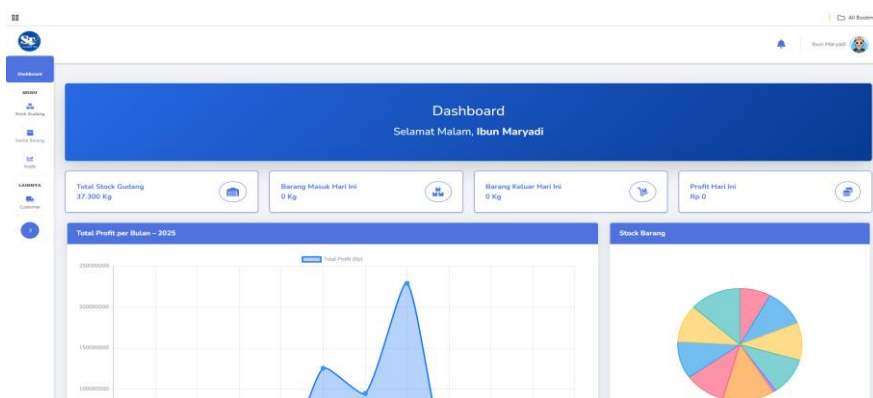 All Bookm
Ibun Maryadi
Dashboard
MENU
Stock Gudang
Profit
LAINNYA
Customer
Dashboard
Selamat Malam, Ibun Maryadi
Total Stock Gudang
37.300 Kg
Barang Masuk Hari Ini
0 Kg
Barang Keluar Hari Ini
0 Kg
Profit Hari Ini
Rp 0
Total Profit per Bulan – 2025
Total Profit (Rp)
250000000
200000000
150000000
100000000
Stock Barang